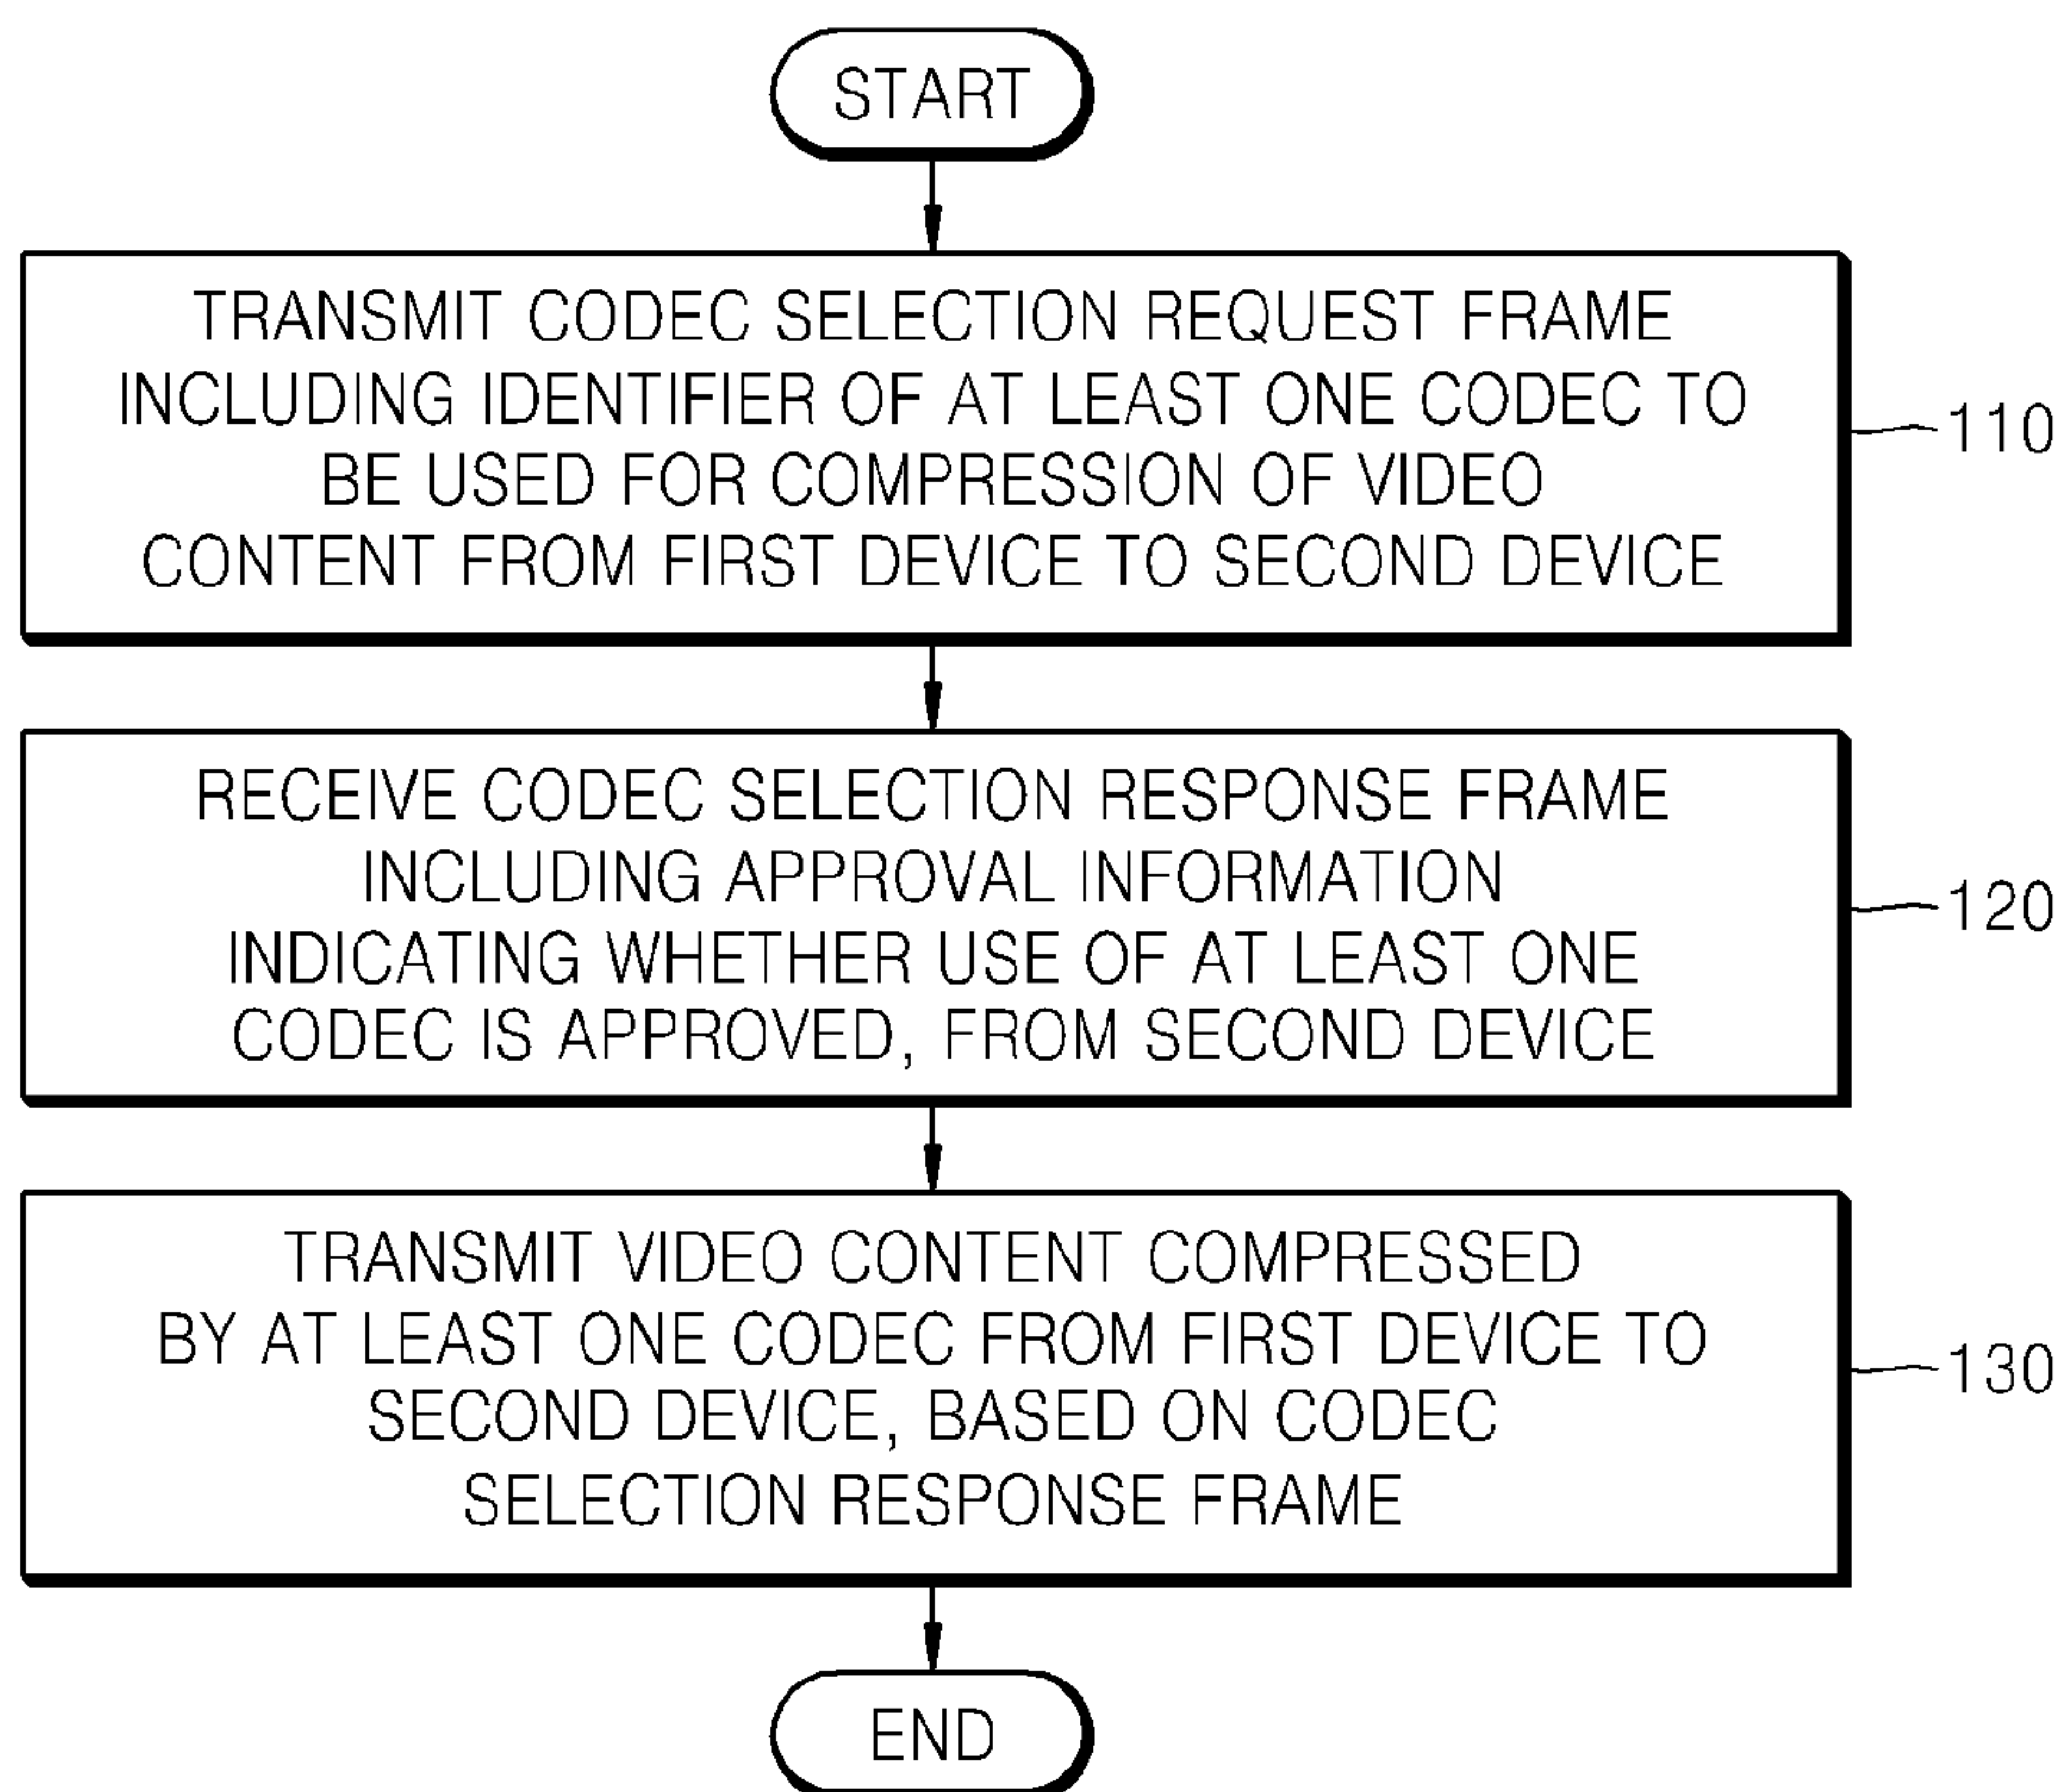 START
TRANSMIT CODEC SELECTION REQUEST FRAME
INCLUDING IDENTIFIER OF AT LEAST ONE CODEC TO
BE USED FOR COMPRESSION OF VIDEO
CONTENT FROM FIRST DEVICE TO SECOND DEVICE
110
RECEIVE CODEC SELECTION RESPONSE FRAME
INCLUDING APPROVAL INFORMATION
INDICATING WHETHER USE OF AT LEAST ONE
CODEC IS APPROVED, FROM SECOND DEVICE
120
TRANSMIT VIDEO CONTENT COMPRESSED
BY AT LEAST ONE CODEC FROM FIRST DEVICE TO
SECOND DEVICE, BASED ON CODEC
SELECTION RESPONSE FRAME
130
END